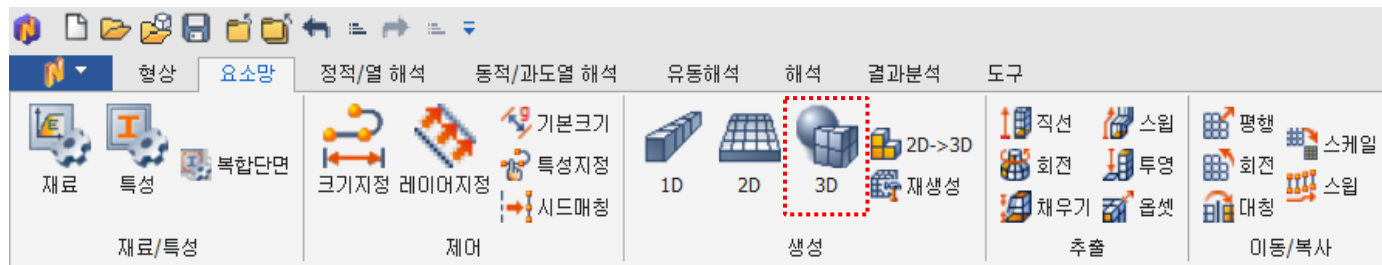 형상 요소망 정적/열 해석 동적/과도열 해석 유동해석 해석 결과분석 도구
재료 특성 복합단면
재료/특성
크기지정 레이어지정 기본크기
특성지정
시드매칭
제어
1D 2D 3D 2D->3D
재생성
생성
직선 스윕
회전 투영
채우기 옵셋
추출
평행 스케일
회전 스윕
대칭
이동/복사